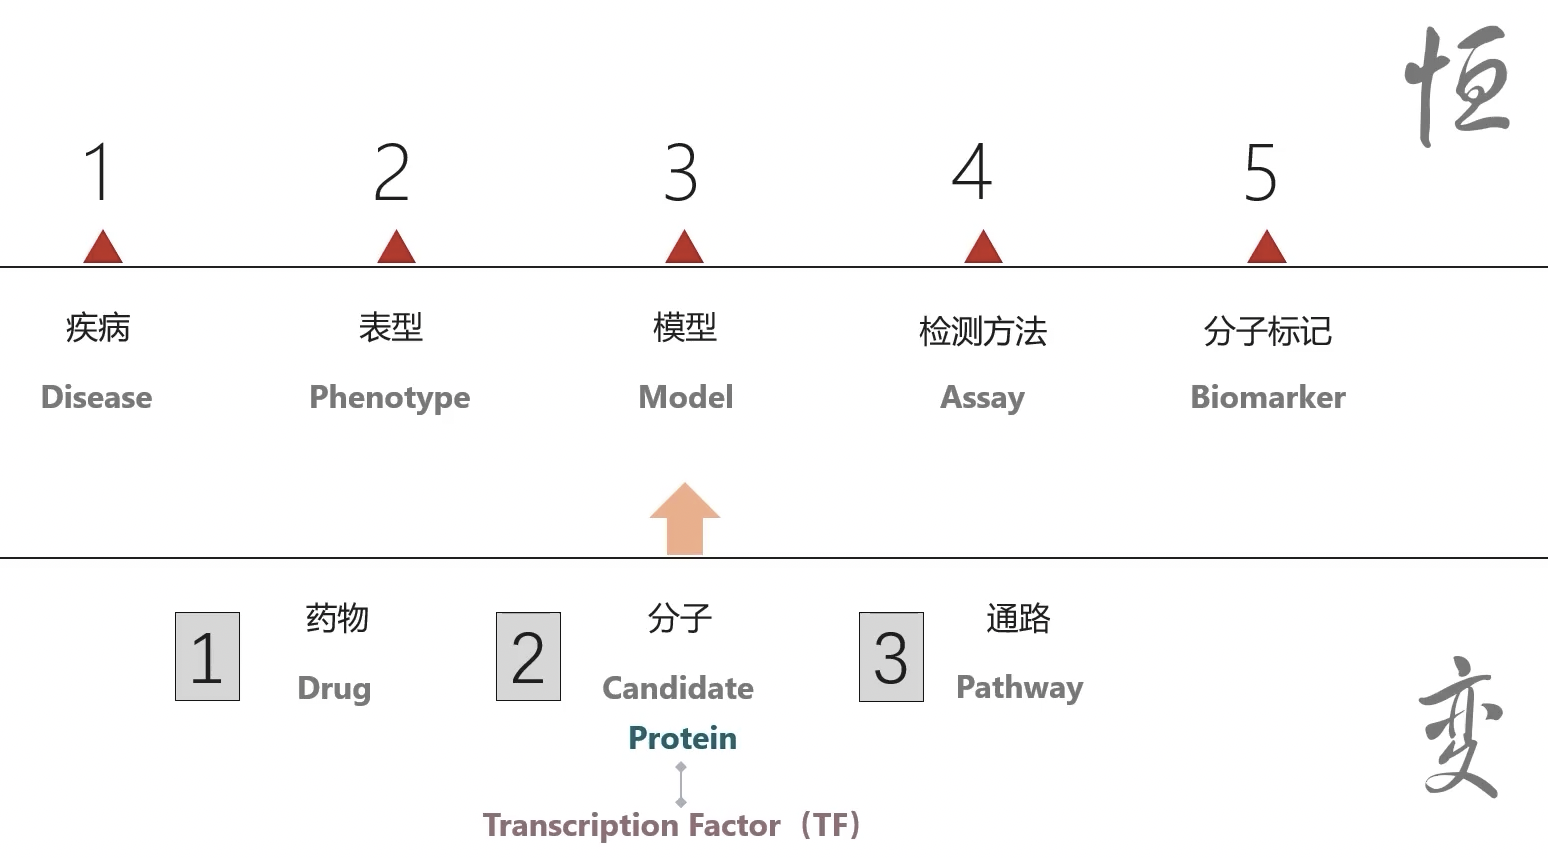 恒
1 2 3 4 5
疾病 表型 模型 检测方法 分子标记
Disease Phenotype Model Assay Biomarker
1 药物 2 分子 3 通路
Drug Candidate Pathway
Protein
Transcription Factor（TF）
变